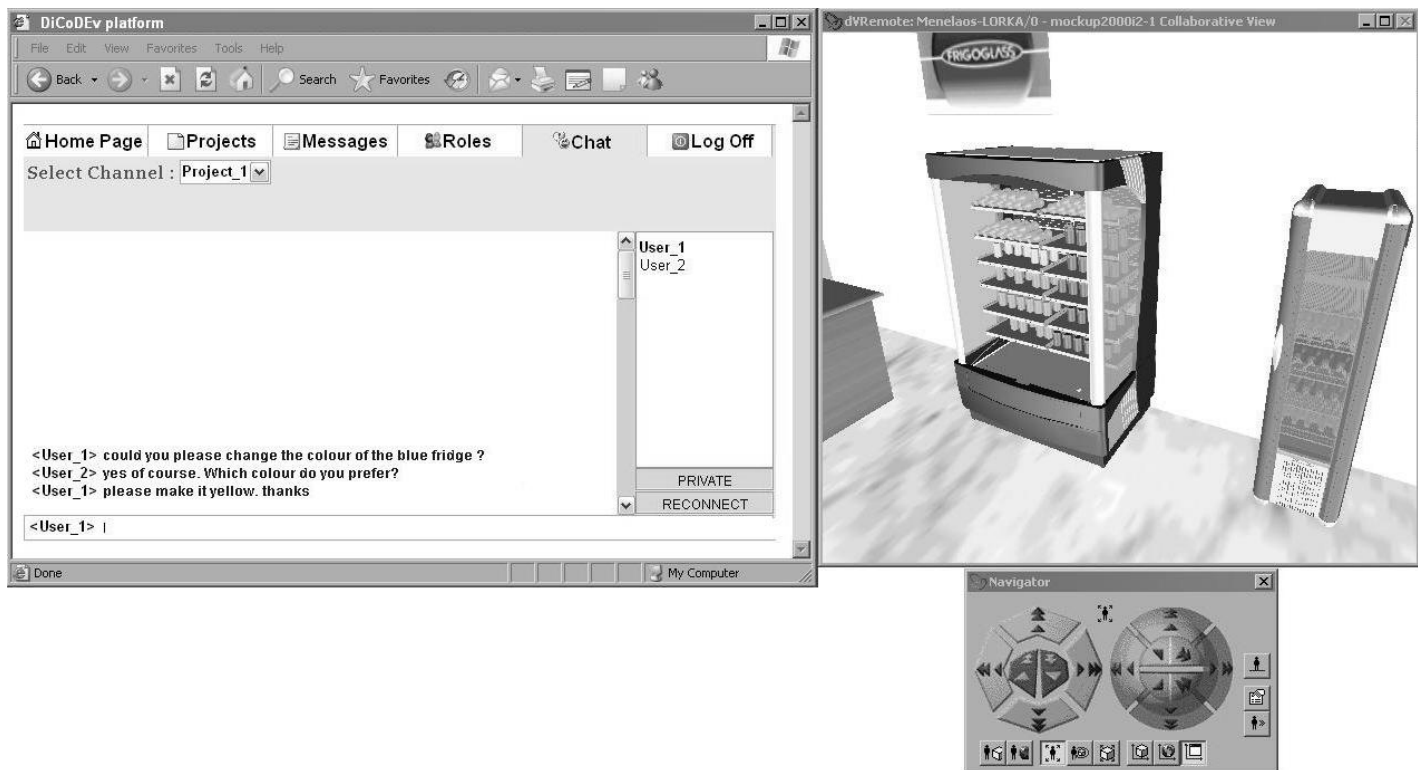 DiCoDEv platform
File Edit View Favorites Tools Help
Back Search Favorites
Home Page Projects Messages Roles Chat Log Off
Select Channel : Project_1
User_1
User_2
<User_1> could you please change the colour of the blue fridge ?
<User_2> yes of course. Which colour do you prefer?
<User_1> please make it yellow. thanks
PRIVATE
RECONNECT
<User_1>
Done My Computer
dVRemote: Menelaos-LORKA/0 - mockup2000i2-1 Collaborative View
FRIGOGLASS
Navigator